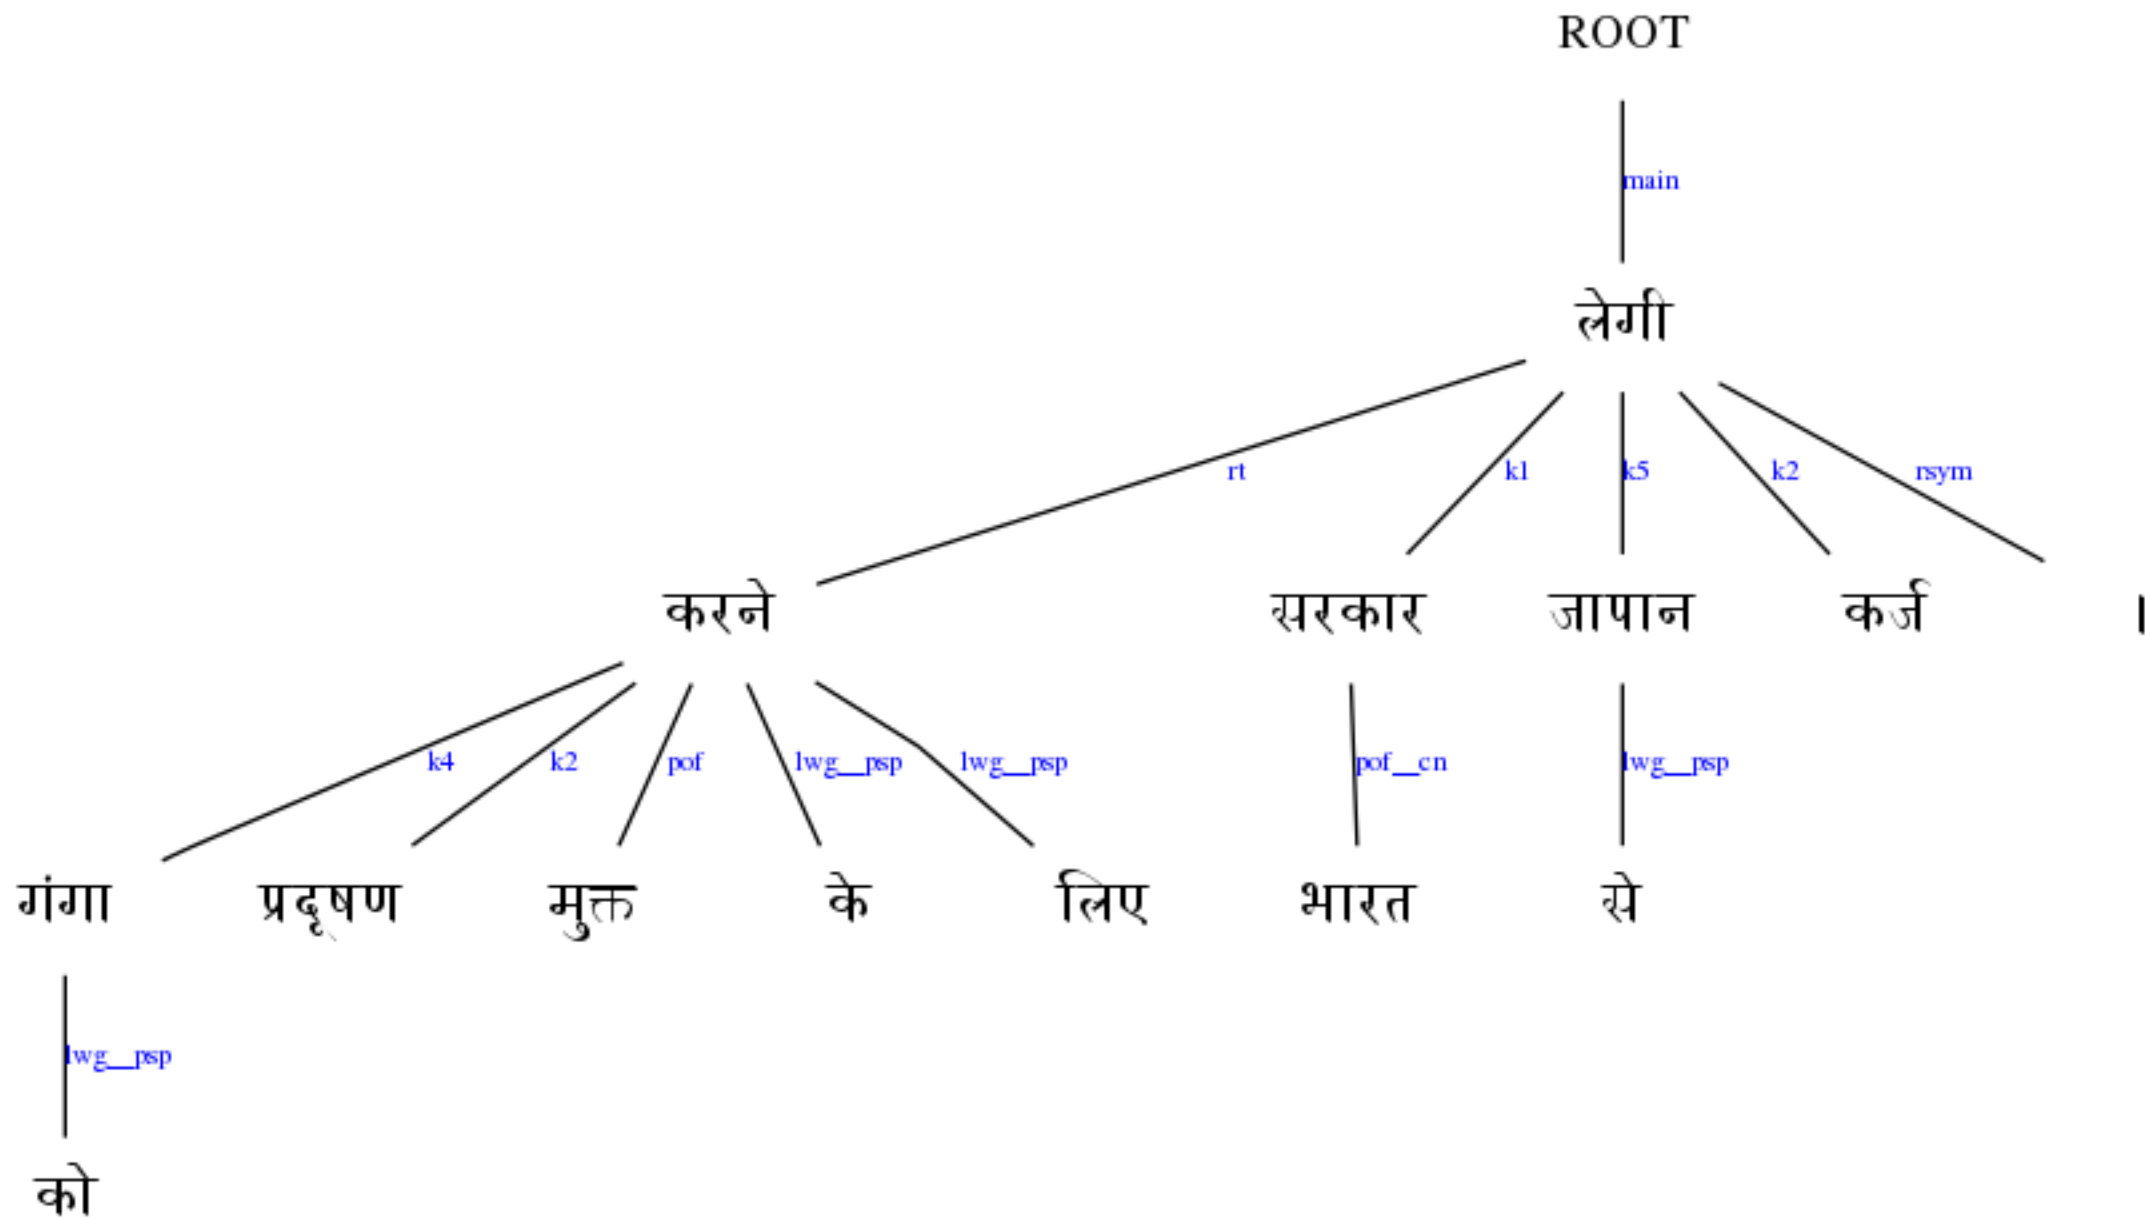 ROOT
main
लेगी
rt k1 k5 k2 rsym
करने सरकार जापान कर्ज ।
k4 k2 pof lwg__psp lwg__psp pof__cn lwg__psp
गंगा प्रदूषण मुक्त के लिए भारत से
lwg__psp
को